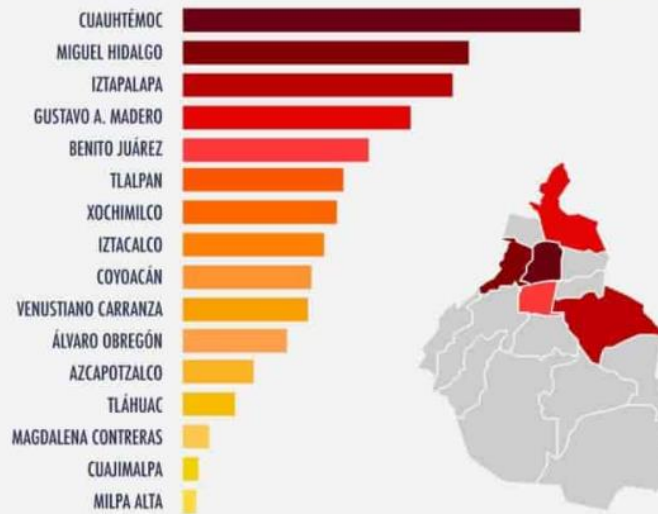 CUAUHTÉMOC
MIGUEL HIDALGO
IZTAPALAPA
GUSTAVO A. MADERO
BENITO JUÁREZ
TLALPAN
XOCHIMILCO
IZTACALCO
COYOACÁN
VENUSTIANO CARRANZA
ÁLVARO OBREGÓN
AZCAPOTZALCO
TLÁHUAC
MAGDALENA CONTRERAS
CUAJIMALPA
MILPA ALTA